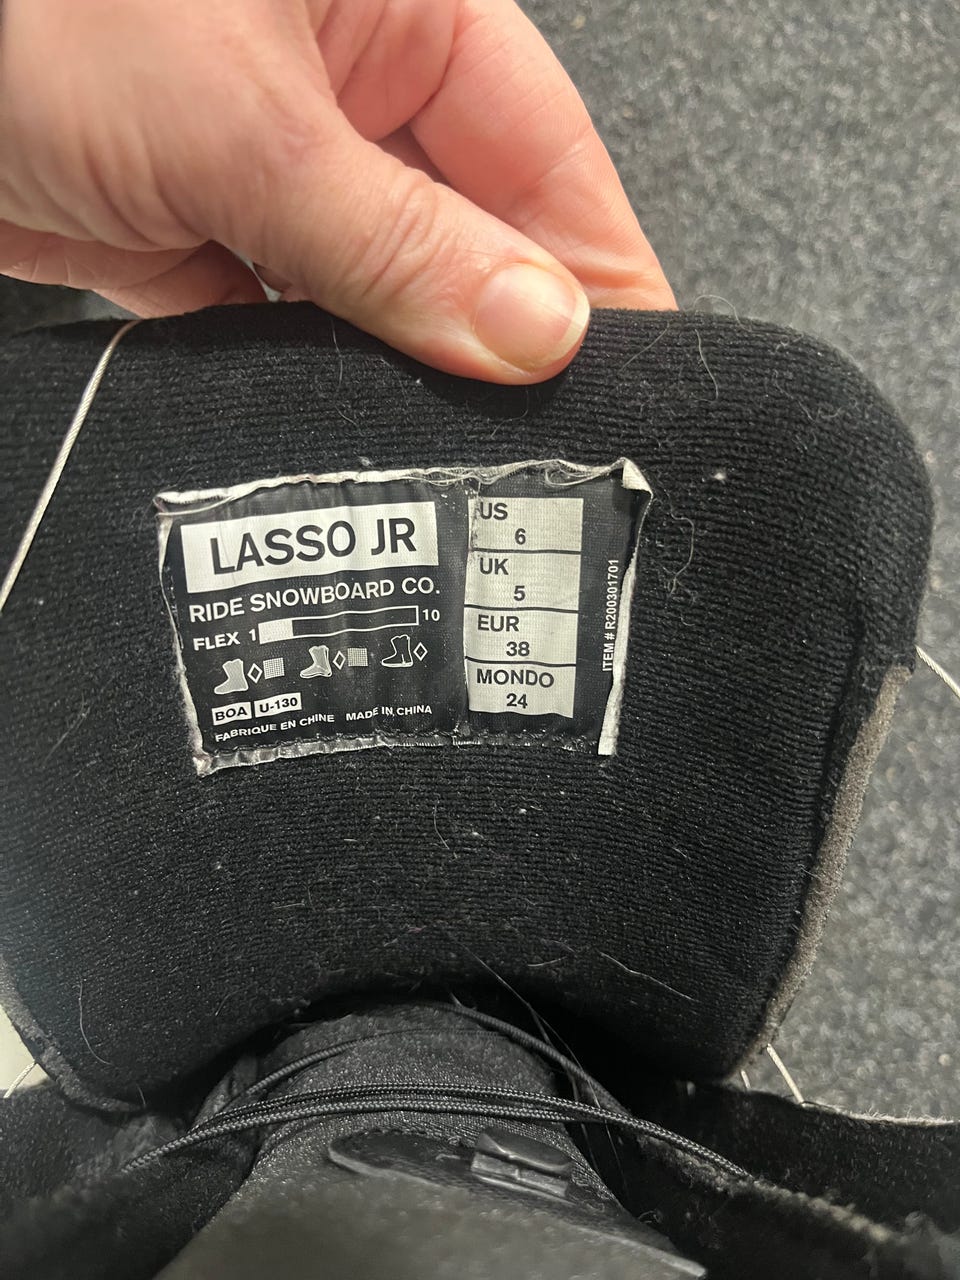 LASSO JR
RIDE SNOWBOARD CO.
FLEX 1 10
BOA U-130
FABRIQUE EN CHINE MADE IN CHINA
US
6
UK
5
EUR
38
MONDO
24
ITEM # R200301701